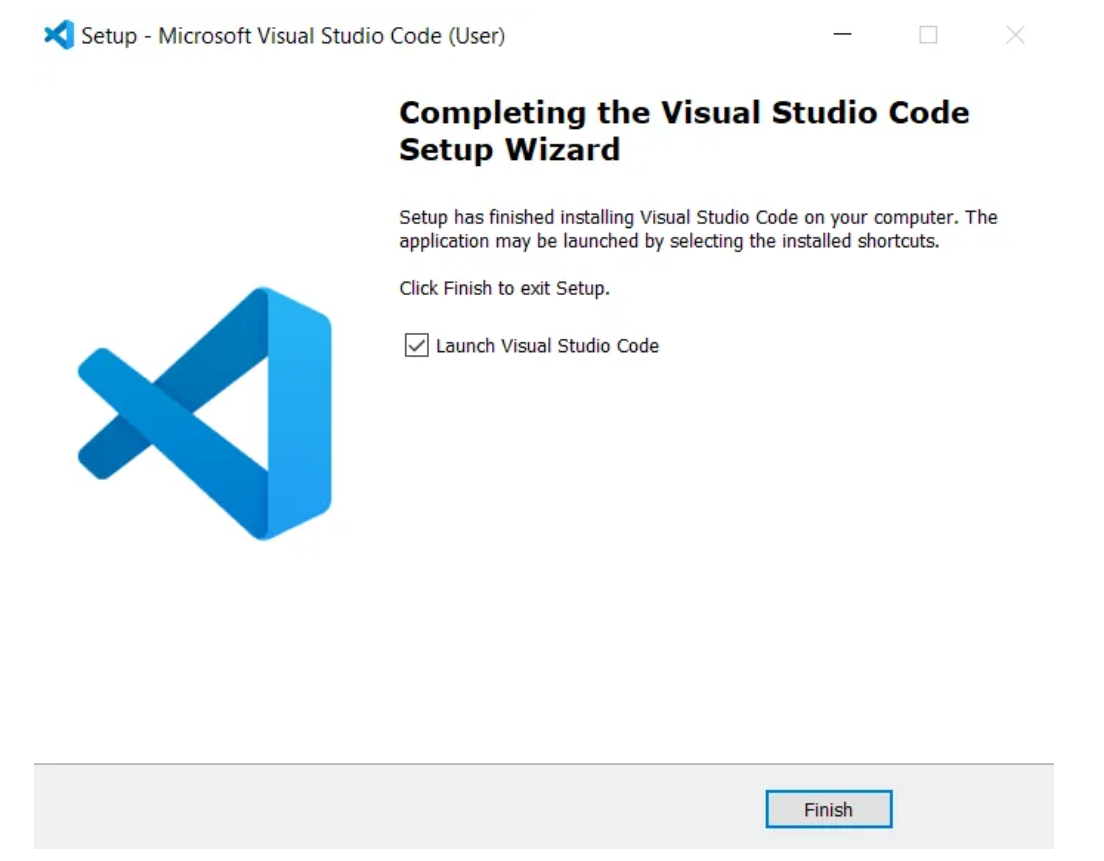 Setup - Microsoft Visual Studio Code (User)
Completing the Visual Studio Code
Setup Wizard
Setup has finished installing Visual Studio Code on your computer. The
application may be launched by selecting the installed shortcuts.
Click Finish to exit Setup.
Launch Visual Studio Code
Finish